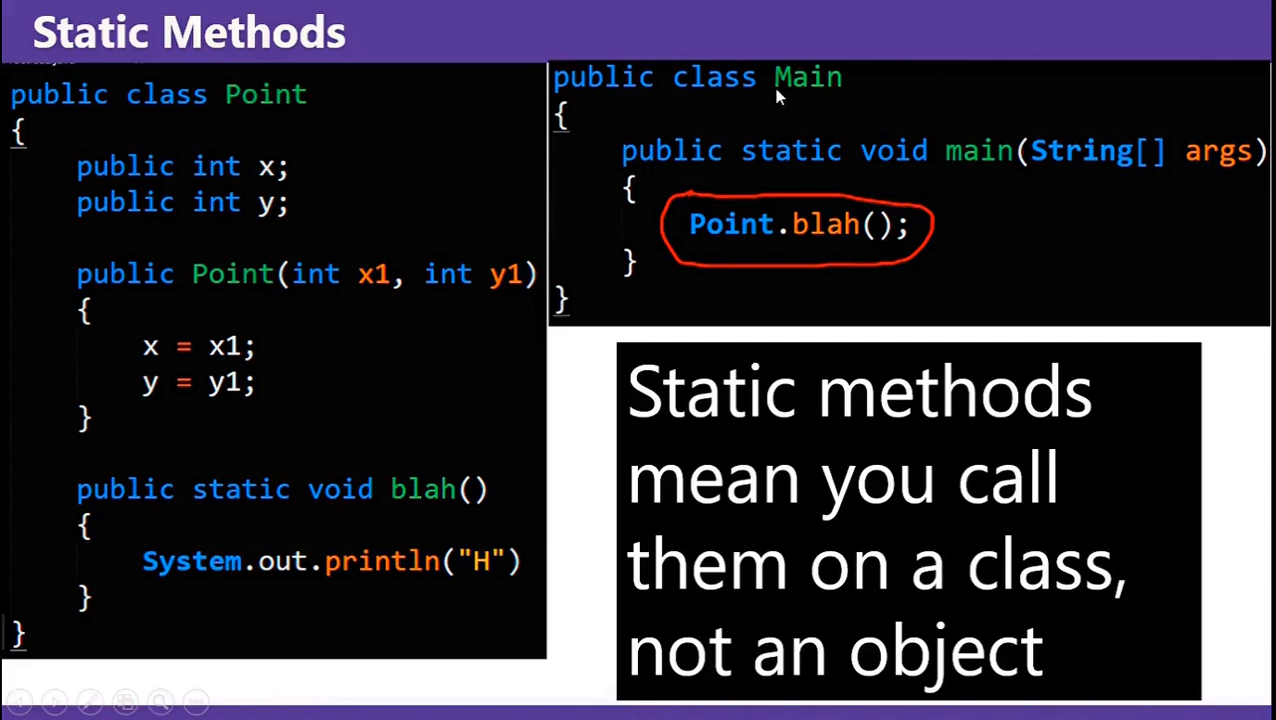 Static Methods
public class Point
{
public int x;
public int y;
public Point(int x1, int y1)
{
x = x1;
y = y1;
}
public static void blah()
{
System.out.println("H")
}
}
public class Main
{
public static void main(String[] args)
{
Point.blah();
}
}
Static methods
mean you call
them on a class,
not an object